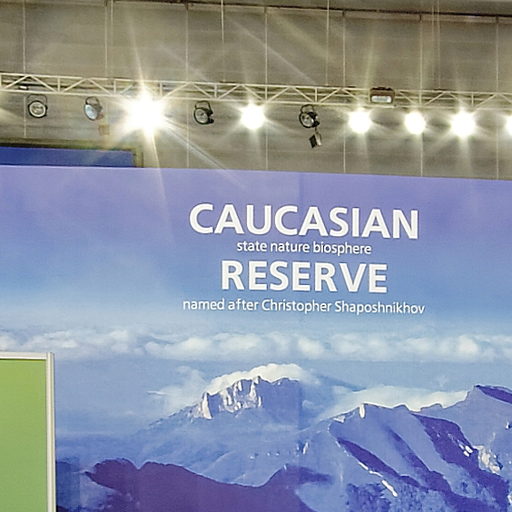 CAUCASIAN
state nature biosphere
RESERVE
named after Christopher Shaposhnikhov